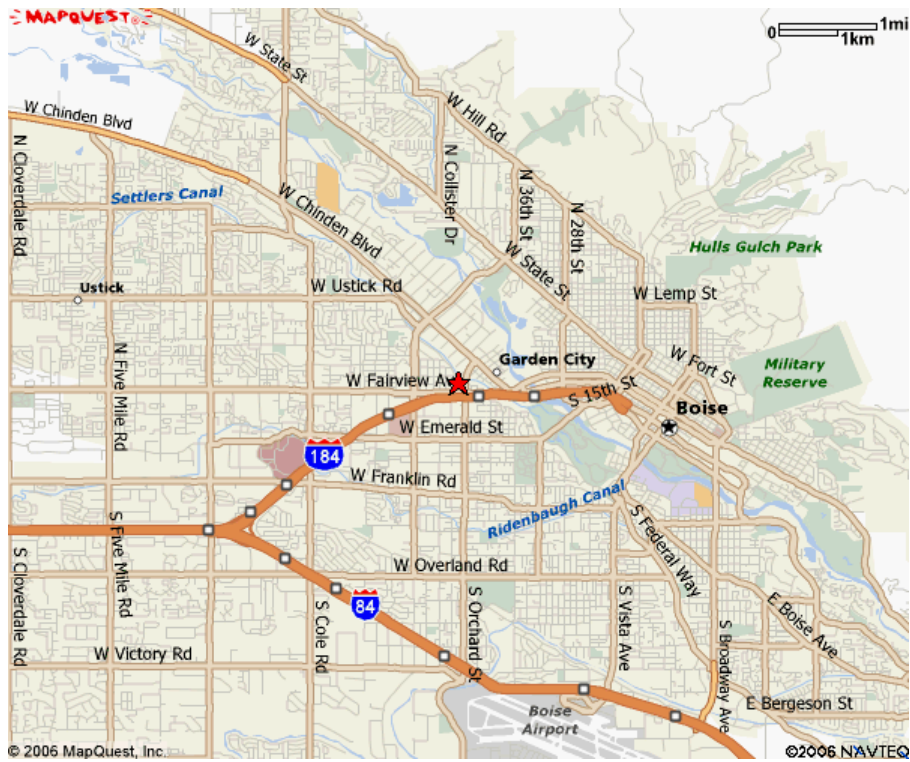 MAPQUEST
1mi
0
1km
W State St
W Chinden Blvd
W Hill Rd
N Cloverdale Rd
N Collister Dr
N 36th St
Settlers Canal
W Chinden Blvd
N 28th St
Hulls Gulch Park
W State St
Ustick
W Ustick Rd
W Lemp St
N Five Mile Rd
Garden City
W Fort St
Military
Reserve
W Fairview Av
S 15th St
Boise
W Emerald St
184
W Franklin Rd
Ridenbaugh Canal
S Five Mile Rd
S Federal Way
S Cloverdale Rd
W Overland Rd
84
S Cole Rd
S Orchard St
S Vista Ave
E Boise Ave
S Broadway Ave
W Victory Rd
E Bergeson St
Boise
Airport
© 2006 MapQuest, Inc.
©2006 NAVTEQ